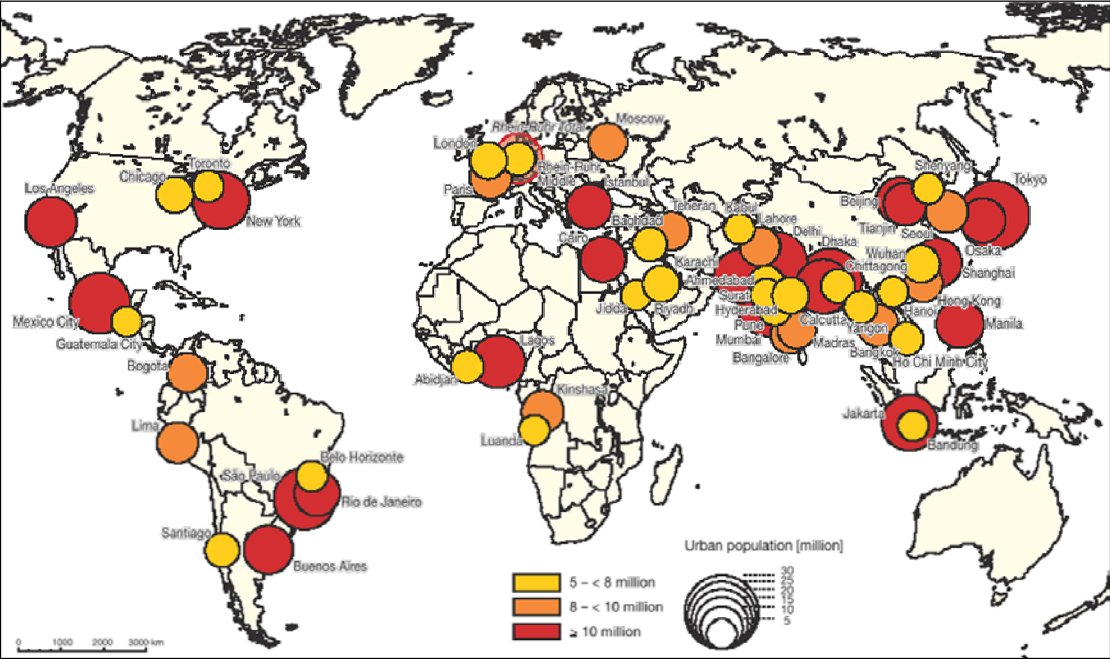 Moscow
Rhein-Ruhr Total
London
Rhein-Ruhr
Middle
Paris
Istanbul
Toronto
Chicago
Los Angeles
New York
Shenyang
Tokyo
Beijing
Teheran
Kabul
Lahore
Baghdad
Delhi
Tianjin
Seoul
Cairo
Dhaka
Osaka
Wuhan
Karachi
Chittagong
Shanghai
Ahmedabad
Surat
Jidda
Riyadh
Hyderabad
Hanoi
Hong Kong
Mexico City
Pune
Calcutta
Yangon
Manila
Guatemala City
Mumbai
Madras
Bangkok
Bangalore
Ho Chi Minh City
Lagos
Bogota
Abidjan
Kinshasa
Jakarta
Lima
Luanda
Bandung
Belo Horizonte
São Paulo
Rio de Janeiro
Santiago
Buenos Aires
Urban population [million]
5 – < 8 million
8 – < 10 million
≥ 10 million
30
25
20
15
10
5
0 1000 2000 3000 km